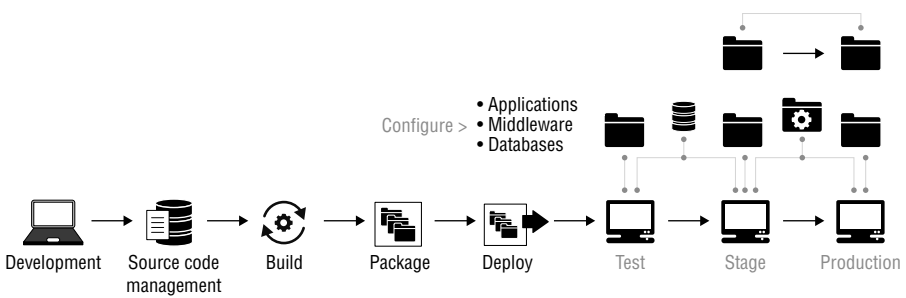 • Applications
Configure > • Middleware
• Databases
Development
Source code
management
Build
Package
Deploy
Test
Stage
Production